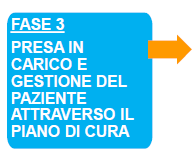 FASE 3
PRESA IN
CARICO E
GESTIONE DEL
PAZIENTE
ATTRAVERSO IL
PIANO DI CURA